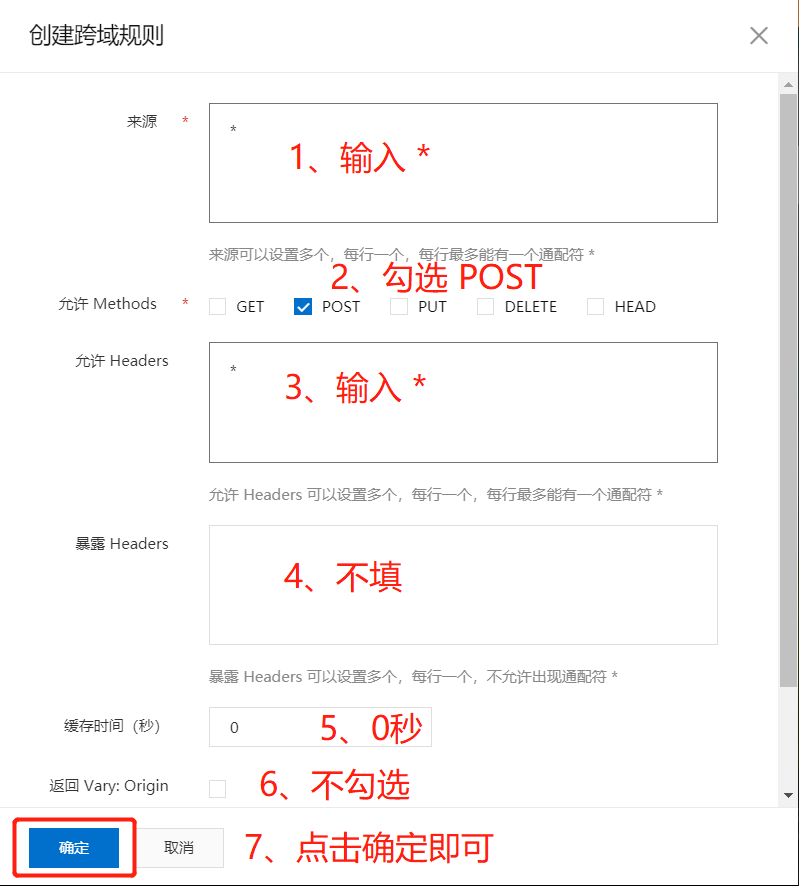 创建跨域规则
来源 *
*
1、输入 *
来源可以设置多个，每行一个，每行最多能有一个通配符 *
2、勾选 POST
允许 Methods * GET POST PUT DELETE HEAD
允许 Headers
*
3、输入 *
允许 Headers 可以设置多个，每行一个，每行最多能有一个通配符 *
暴露 Headers
4、不填
暴露 Headers 可以设置多个，每行一个，不允许出现通配符 *
缓存时间（秒） 0 5、0秒
返回 Vary: Origin 6、不勾选
确定 取消 7、点击确定即可